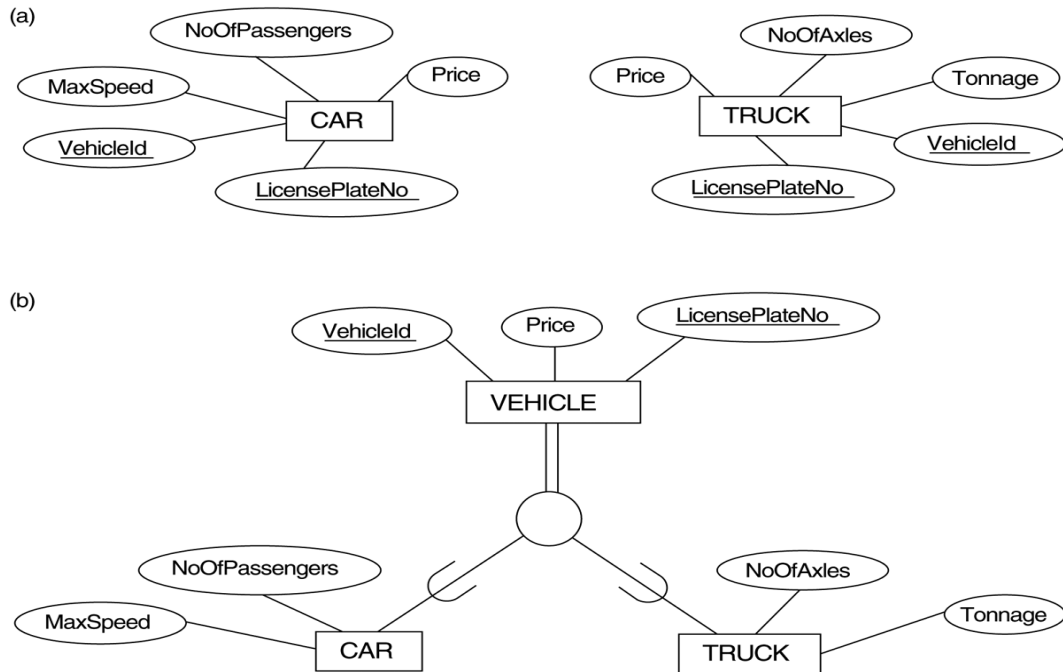 (a)
NoOfPassengers
NoOfAxles
Price
Price
Tonnage
MaxSpeed
CAR
TRUCK
VehicleId
VehicleId
LicensePlateNo
LicensePlateNo
(b)
VehicleId
Price
LicensePlateNo
VEHICLE
NoOfPassengers
NoOfAxles
MaxSpeed
Tonnage
CAR
TRUCK